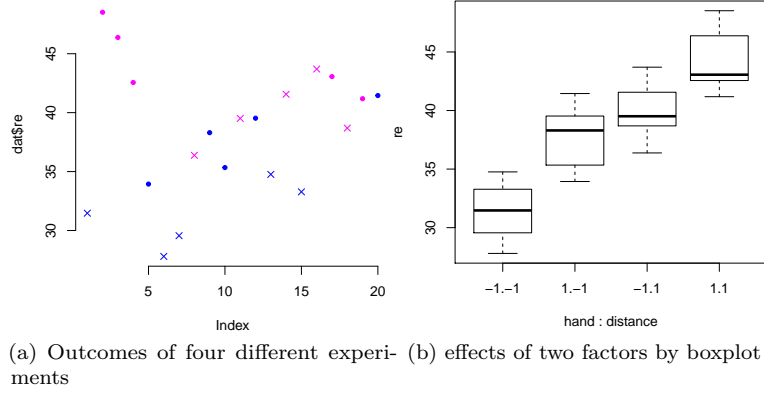 45
40
35
30
dat$re
5
10
15
20
Index
45
40
35
30
re
−1.−1
1.−1
−1.1
1.1
hand : distance
(a) Outcomes of four different experi-
ments
(b) effects of two factors by boxplot